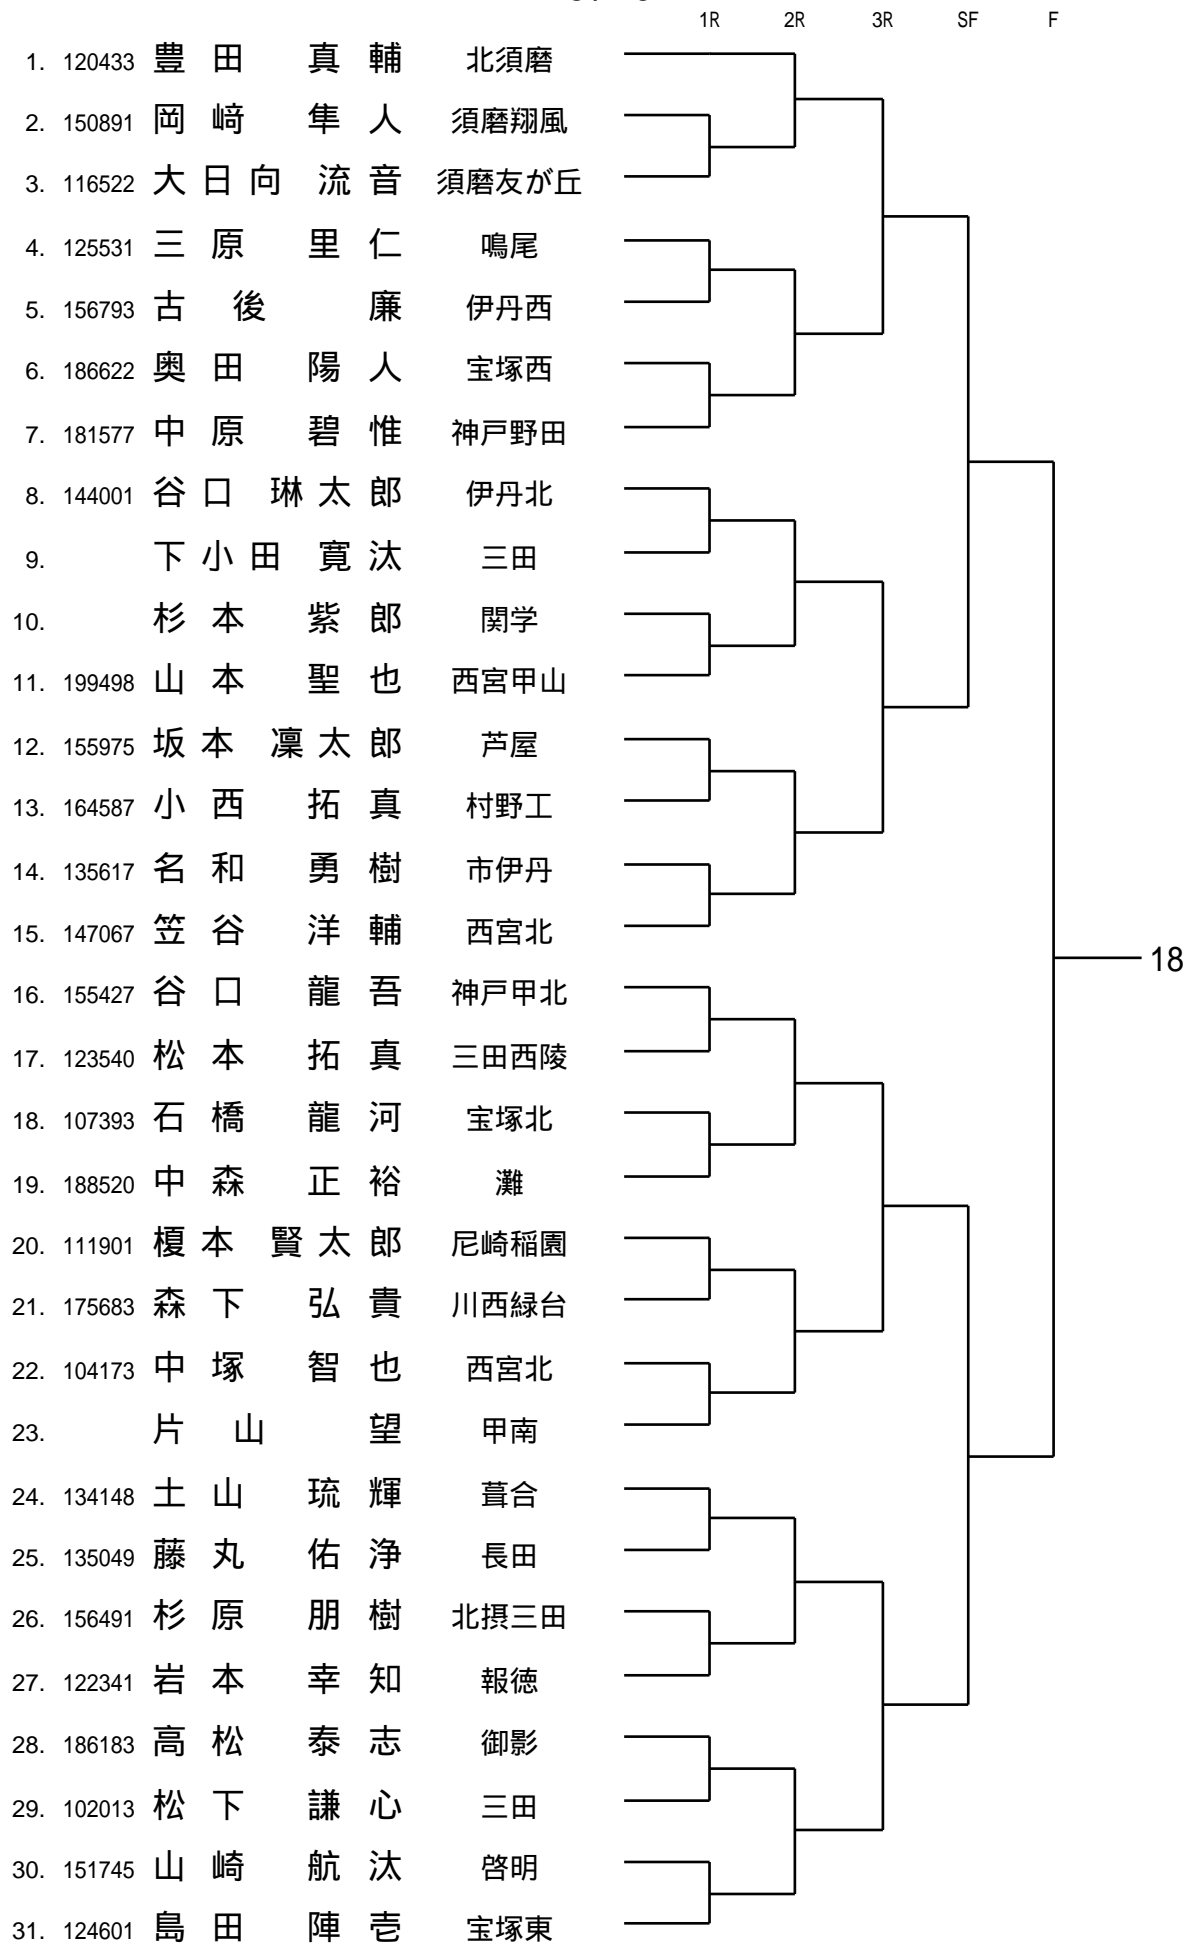 1R 2R 3R SF F
1. 120433 豊田 真輔 北須磨
2. 150891 岡﨑 隼人 須磨翔風
3. 116522 大日向 流音 須磨友が丘
4. 125531 三原 里仁 鳴尾
5. 156793 古後 廉 伊丹西
6. 186622 奥田 陽人 宝塚西
7. 181577 中原 碧惟 神戸野田
8. 144001 谷口 琳太郎 伊丹北
9. 下小田 寛汰 三田
10. 杉本 紫郎 関学
11. 199498 山本 聖也 西宮甲山
12. 155975 坂本 凜太郎 芦屋
13. 164587 小西 拓真 村野工
14. 135617 名和 勇樹 市伊丹
15. 147067 笠谷 洋輔 西宮北
18
16. 155427 谷口 龍吾 神戸甲北
17. 123540 松本 拓真 三田西陵
18. 107393 石橋 龍河 宝塚北
19. 188520 中森 正裕 灘
20. 111901 榎本 賢太郎 尼崎稲園
21. 175683 森下 弘貴 川西緑台
22. 104173 中塚 智也 西宮北
23. 片山 望 甲南
24. 134148 土山 琉輝 葺合
25. 135049 藤丸 佑浄 長田
26. 156491 杉原 朋樹 北摂三田
27. 122341 岩本 幸知 報徳
28. 186183 高松 泰志 御影
29. 102013 松下 謙心 三田
30. 151745 山崎 航汰 啓明
31. 124601 島田 陣壱 宝塚東